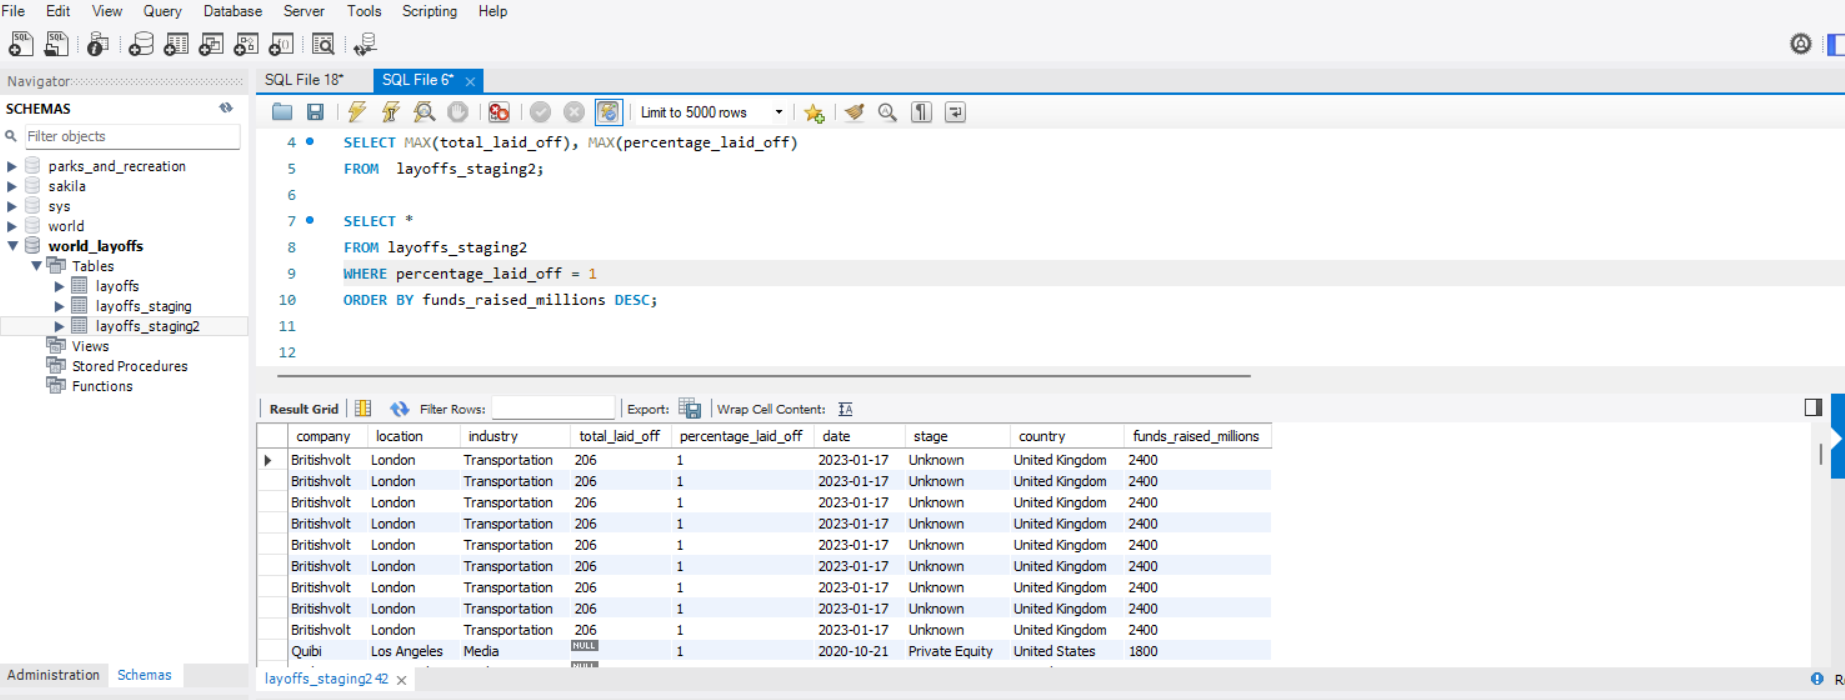 File Edit View Query Database Server Tools Scripting Help
Navigator
SQL File 18* SQL File 6* ×
SCHEMAS
Limit to 5000 rows
Filter objects
parks_and_recreation
sakila
sys
world
world_layoffs
Tables
layoffs
layoffs_staging
layoffs_staging2
Views
Stored Procedures
Functions
4 SELECT MAX(total_laid_off), MAX(percentage_laid_off)
5 FROM layoffs_staging2;
6
7 SELECT *
8 FROM layoffs_staging2
9 WHERE percentage_laid_off = 1
10 ORDER BY funds_raised_millions DESC;
11
12
Result Grid Filter Rows: Export: Wrap Cell Content: IA
company location industry total_laid_off percentage_laid_off date stage country funds_raised_millions
Britishvolt London Transportation 206 1 2023-01-17 Unknown United Kingdom 2400
Britishvolt London Transportation 206 1 2023-01-17 Unknown United Kingdom 2400
Britishvolt London Transportation 206 1 2023-01-17 Unknown United Kingdom 2400
Britishvolt London Transportation 206 1 2023-01-17 Unknown United Kingdom 2400
Britishvolt London Transportation 206 1 2023-01-17 Unknown United Kingdom 2400
Britishvolt London Transportation 206 1 2023-01-17 Unknown United Kingdom 2400
Britishvolt London Transportation 206 1 2023-01-17 Unknown United Kingdom 2400
Britishvolt London Transportation 206 1 2023-01-17 Unknown United Kingdom 2400
Britishvolt London Transportation 206 1 2023-01-17 Unknown United Kingdom 2400
Quibi Los Angeles Media NULL 1 2020-10-21 Private Equity United States 1800
NULL
Administration Schemas
layoffs_staging2 42 ×